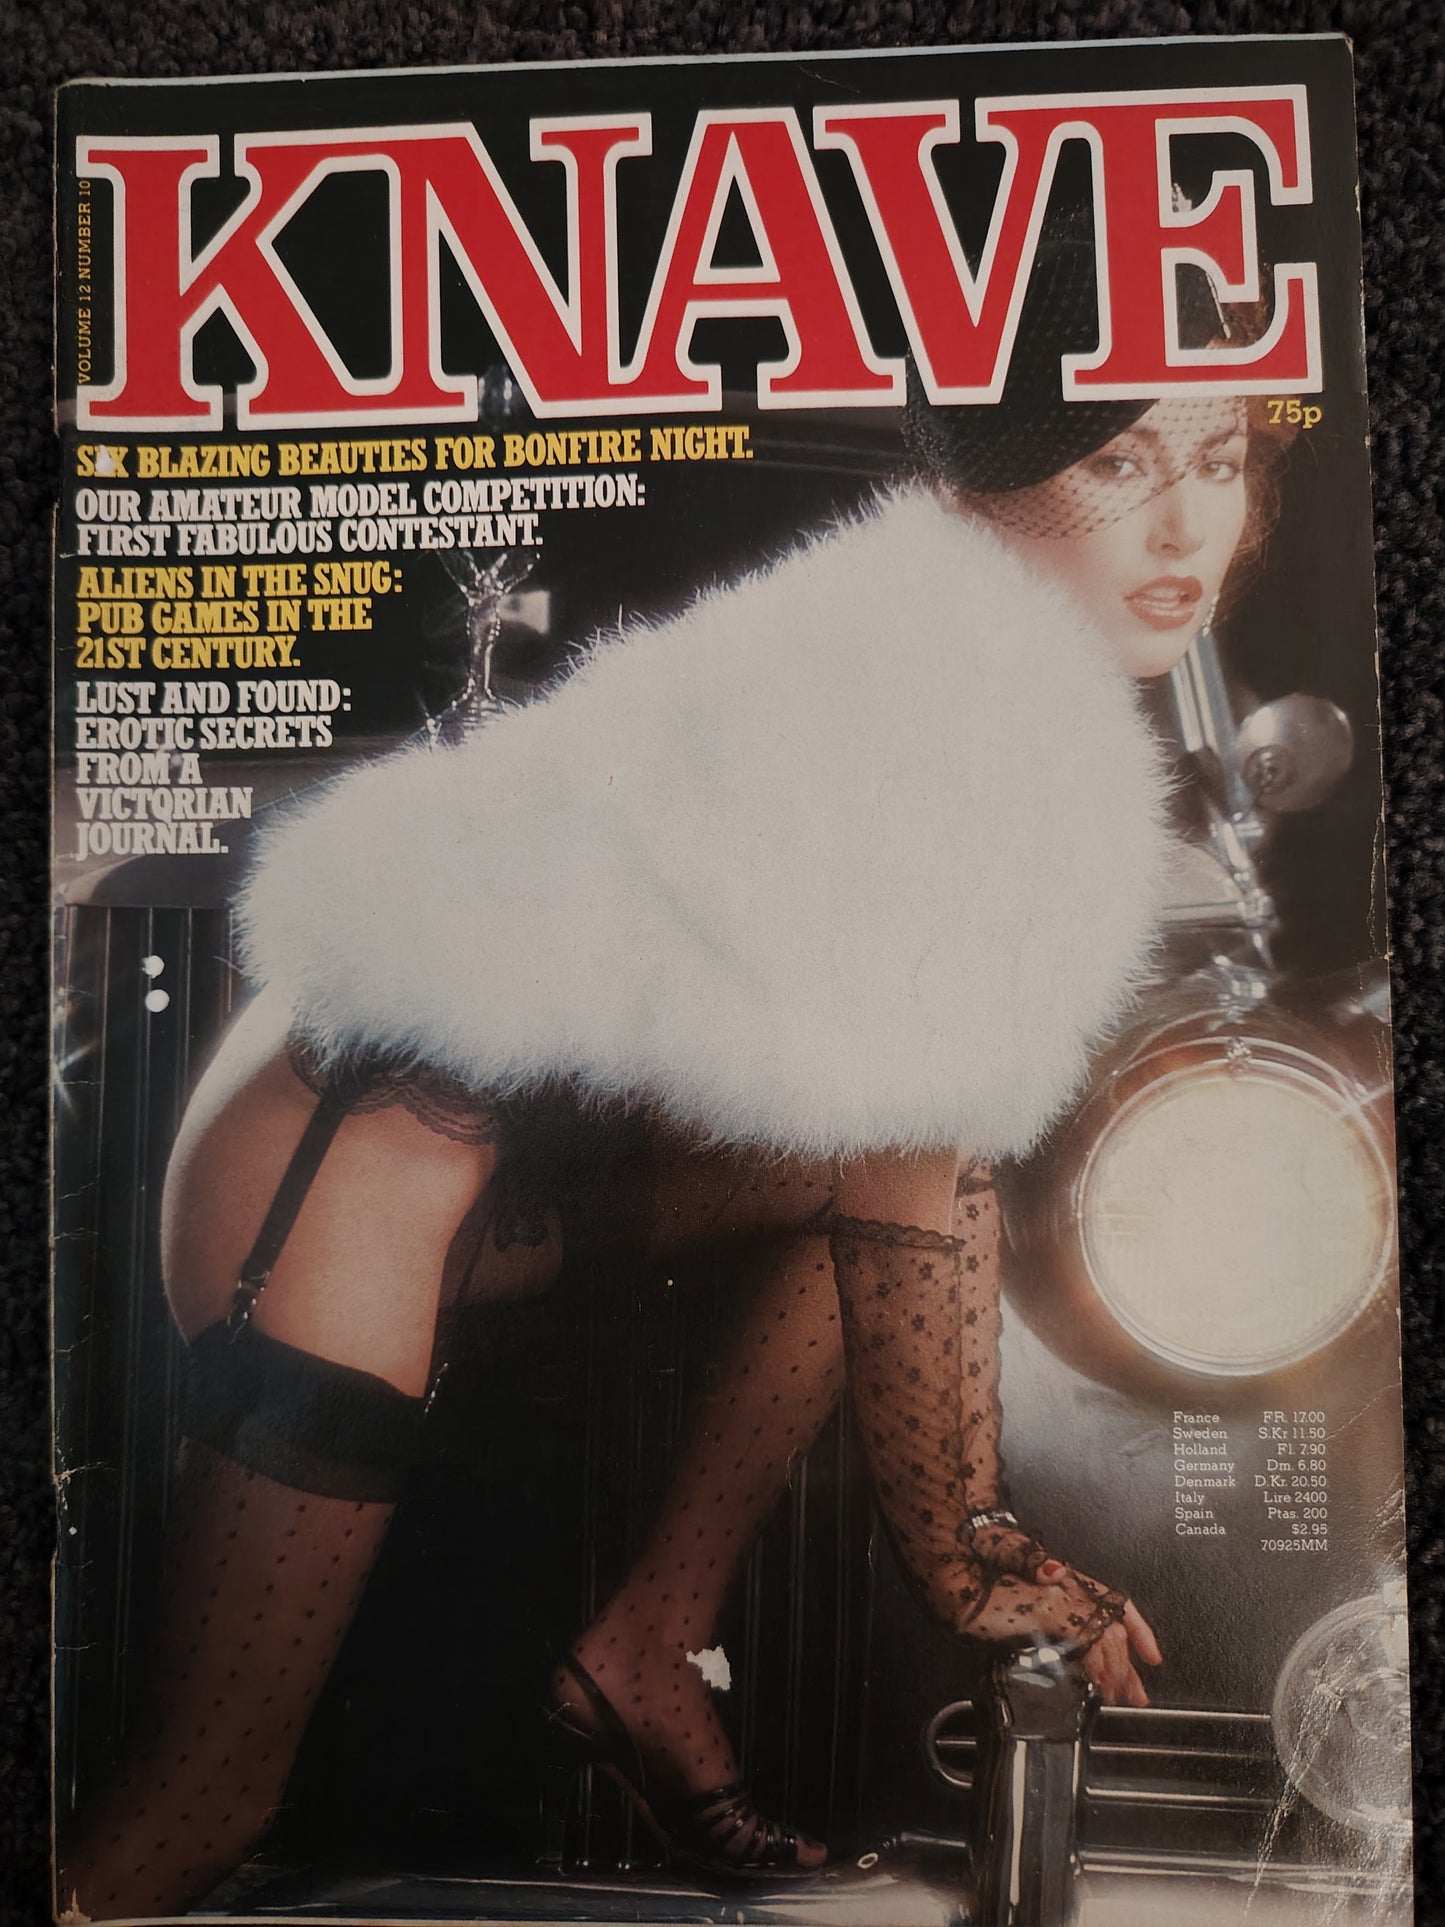 KNAVE
VOLUME 12 NUMBER 10
75p
SIX BLAZING BEAUTIES FOR BONFIRE NIGHT.
OUR AMATEUR MODEL COMPETITION:
FIRST FABULOUS CONTESTANT.
ALIENS IN THE SNUG:
PUB GAMES IN THE
21ST CENTURY.
LUST AND FOUND:
EROTIC SECRETS
FROM A
VICTORIAN
JOURNAL.
France FR. 17.00
Sweden S.Kr 11.50
Holland Fl. 7.90
Germany Dm. 6.80
Denmark D.Kr. 20.50
Italy Lire 2400
Spain Ptas. 200
Canada $2.95
70925MM